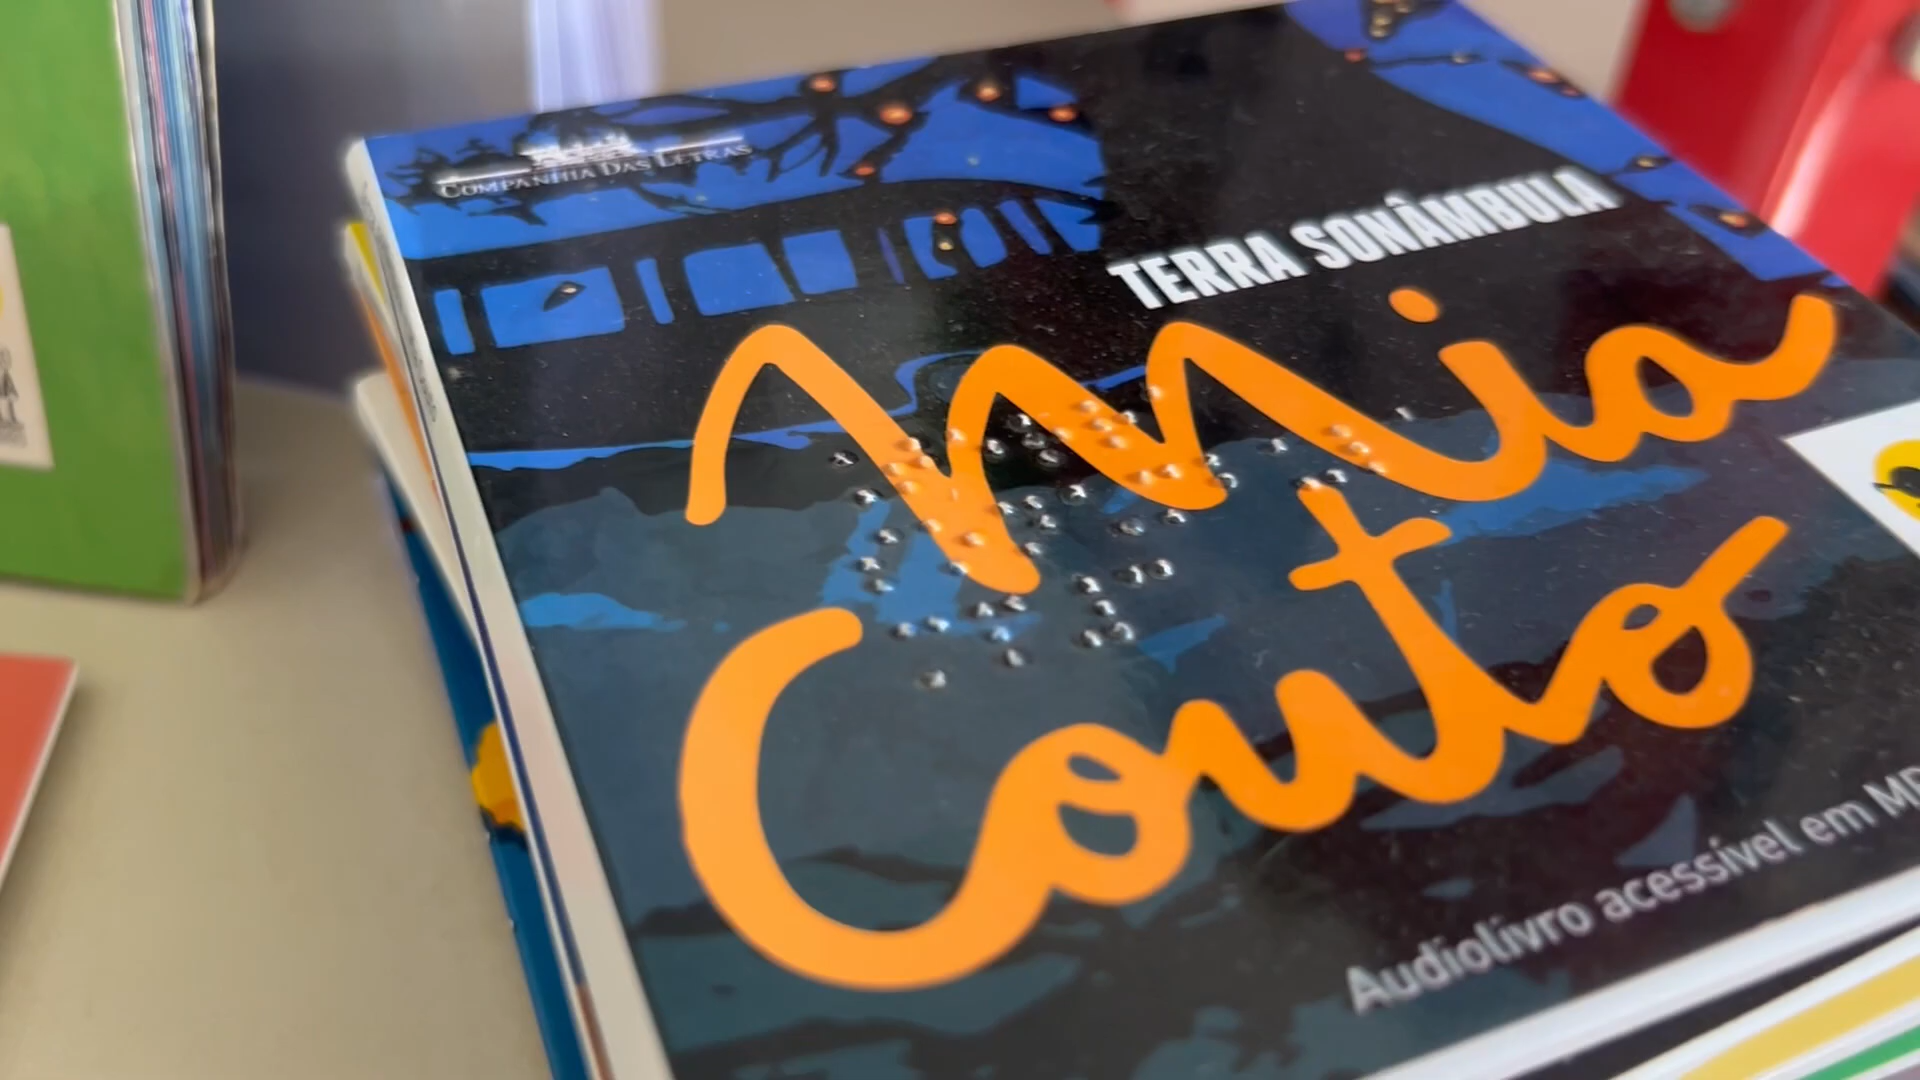 COMPANHIA DAS LETRAS
TERRA SONÂMBULA
Mia
Couto
Audiolivro acessível em